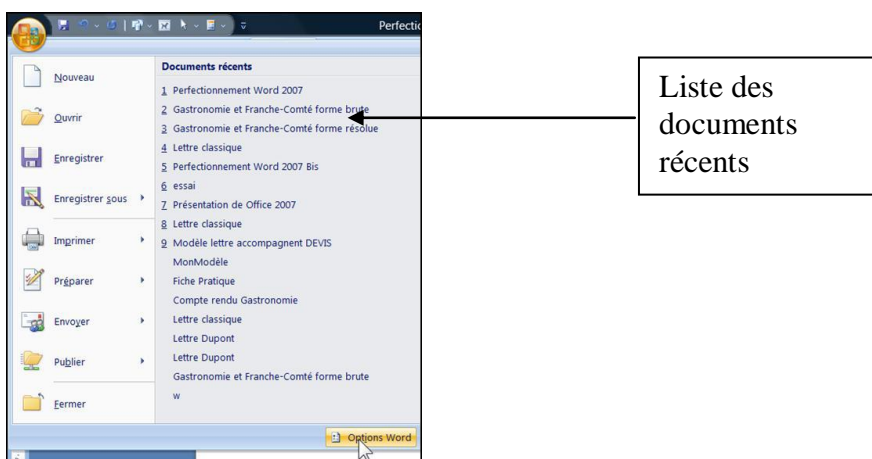 Perfectio
Nouveau
Ouvrir
Enregistrer
Enregistrer sous
Imprimer
Préparer
Envoyer
Publier
Fermer
Documents récents
1 Perfectionnement Word 2007
2 Gastronomie et Franche-Comté forme brute
3 Gastronomie et Franche-Comté forme résolue
4 Lettre classique
5 Perfectionnement Word 2007 Bis
6 essai
7 Présentation de Office 2007
8 Lettre classique
9 Modèle lettre accompagnent DEVIS
MonModèle
Fiche Pratique
Compte rendu Gastronomie
Lettre classique
Lettre Dupont
Lettre Dupont
Gastronomie et Franche-Comté forme brute
w
Options Word
Liste des
documents
récents